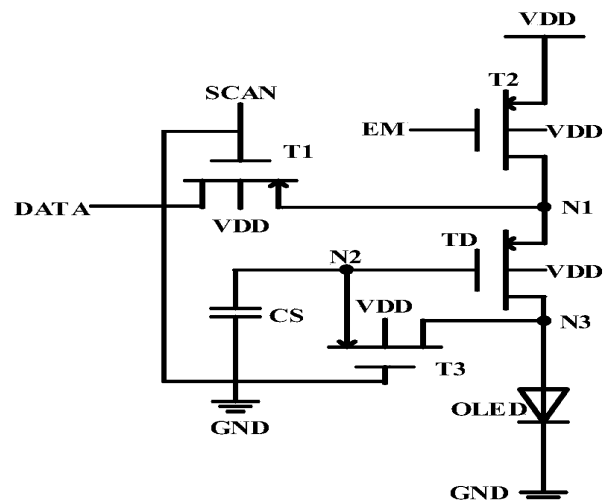 VDD
T2
SCAN
EM
VDD
T1
DATA
VDD
N1
TD
N2
VDD
VDD
CS
N3
T3
OLED
GND
GND